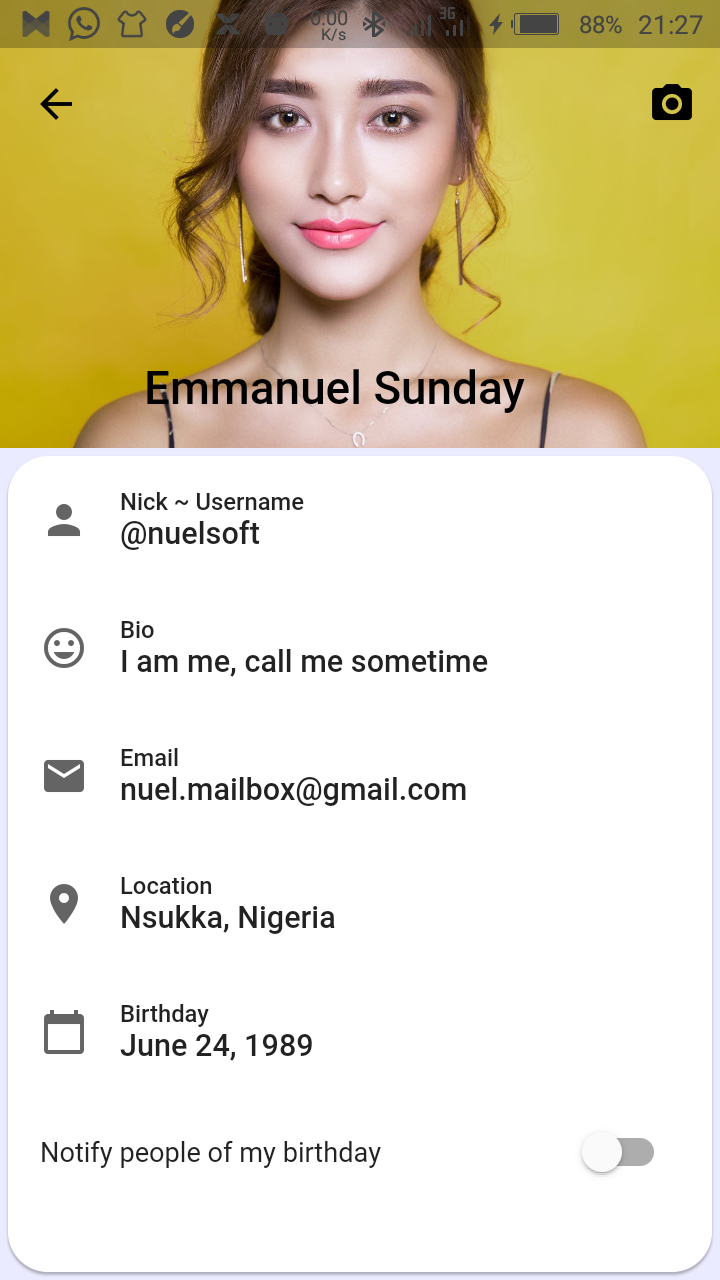 0.00 K/s 3G 88% 21:27
Emmanuel Sunday
Nick ~ Username
@nuelsoft
Bio
I am me, call me sometime
Email
nuel.mailbox@gmail.com
Location
Nsukka, Nigeria
Birthday
June 24, 1989
Notify people of my birthday